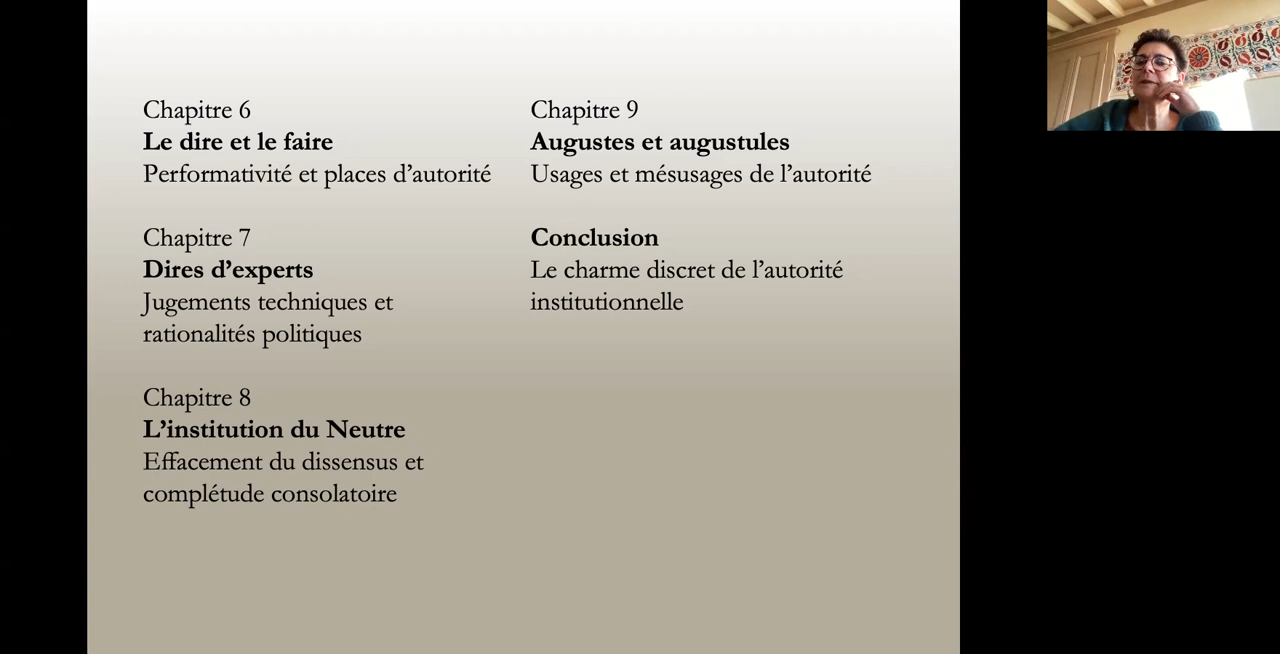 Chapitre 6
Le dire et le faire
Performativité et places d’autorité
Chapitre 7
Dires d’experts
Jugements techniques et
rationalités politiques
Chapitre 8
L’institution du Neutre
Effacement du dissensus et
complétude consolatoire
Chapitre 9
Augustes et augustules
Usages et mésusages de l’autorité
Conclusion
Le charme discret de l’autorité
institutionnelle